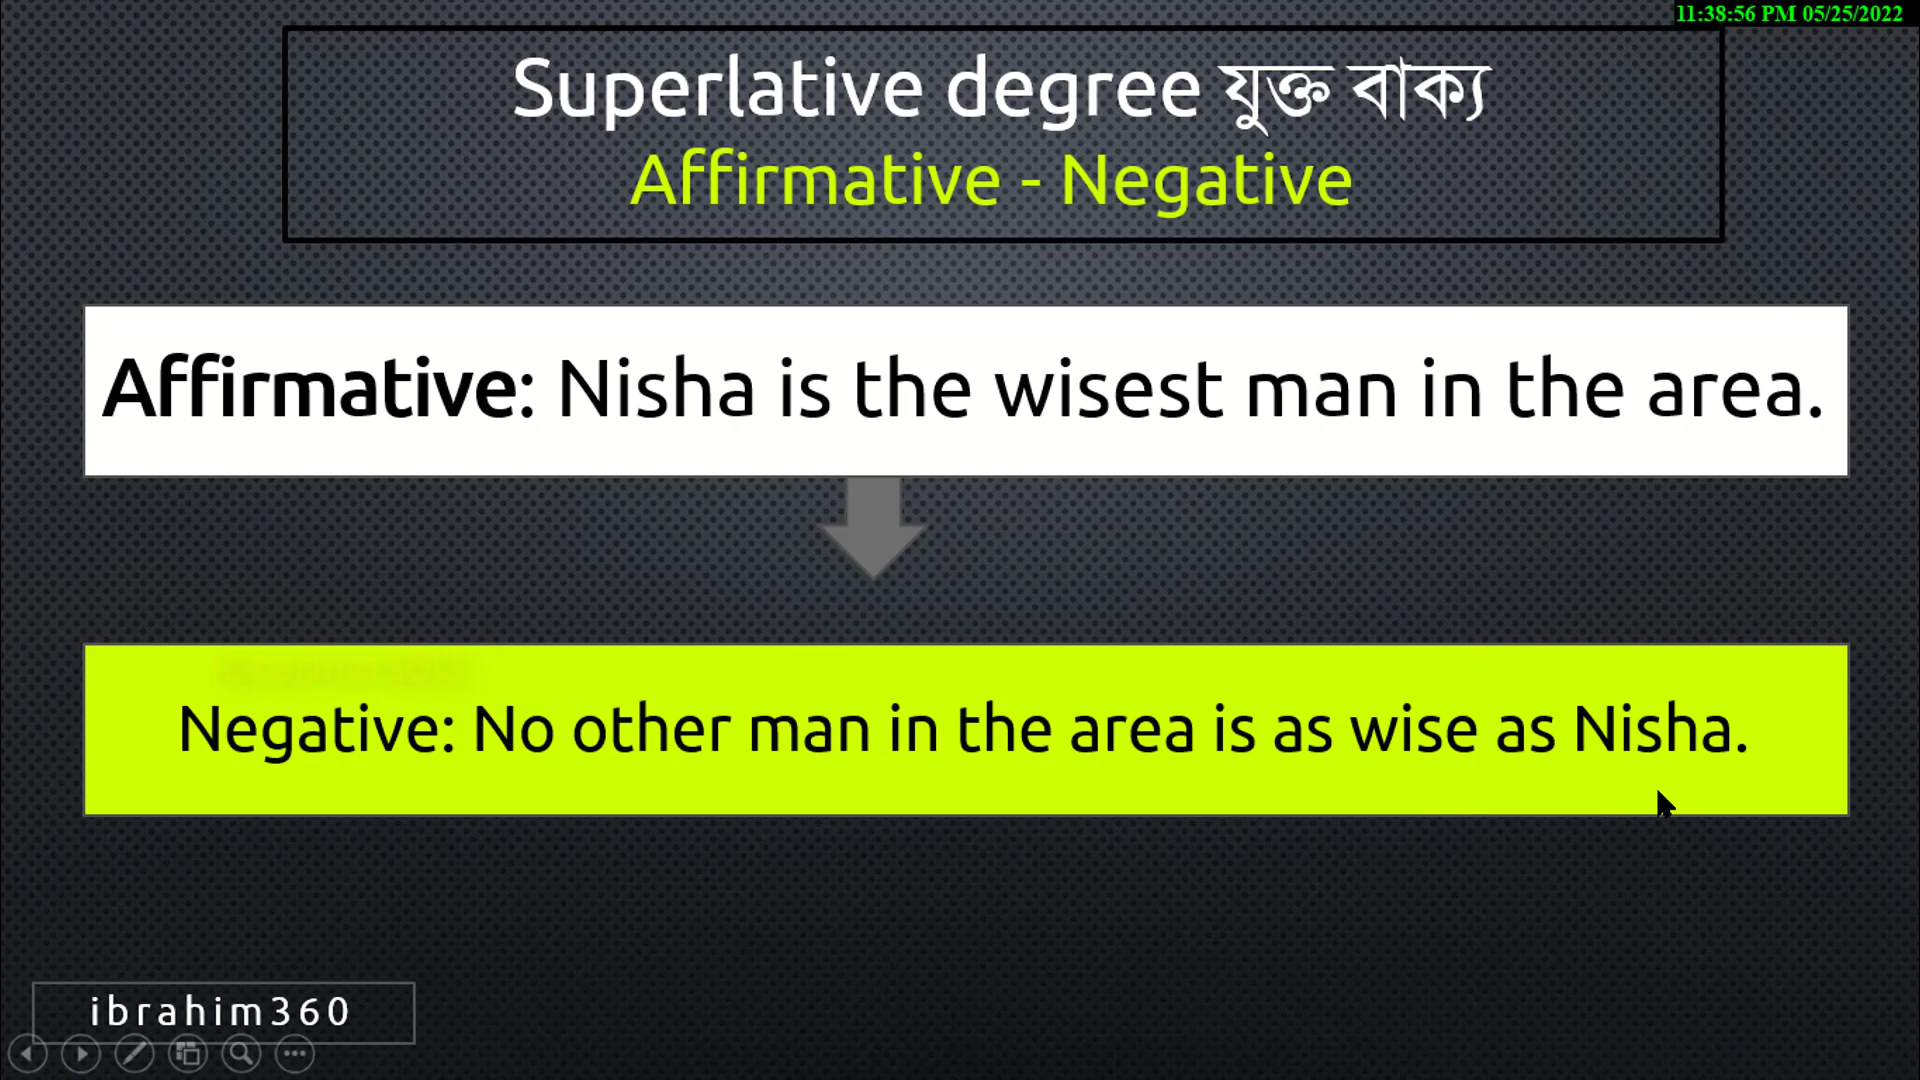 11:38:56 PM 05/25/2022
Superlative degree যুক্ত বাক্য
Affirmative - Negative
Affirmative: Nisha is the wisest man in the area.
Negative: No other man in the area is as wise as Nisha.
ibrahim360